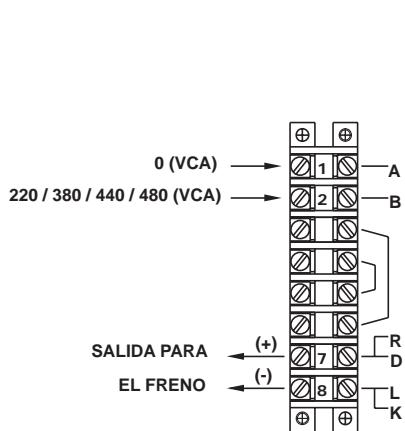 0 (VCA) 1 A
220 / 380 / 440 / 480 (VCA) 2 B
SALIDA PARA (+) 7 R
D
EL FRENO (-) 8 L
K